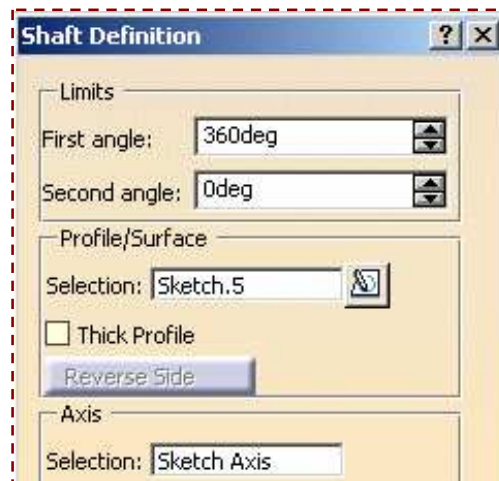 Shaft Definition
Limits
First angle: 360deg
Second angle: 0deg
Profile/Surface
Selection: Sketch.5
Thick Profile
Reverse Side
Axis
Selection: Sketch Axis